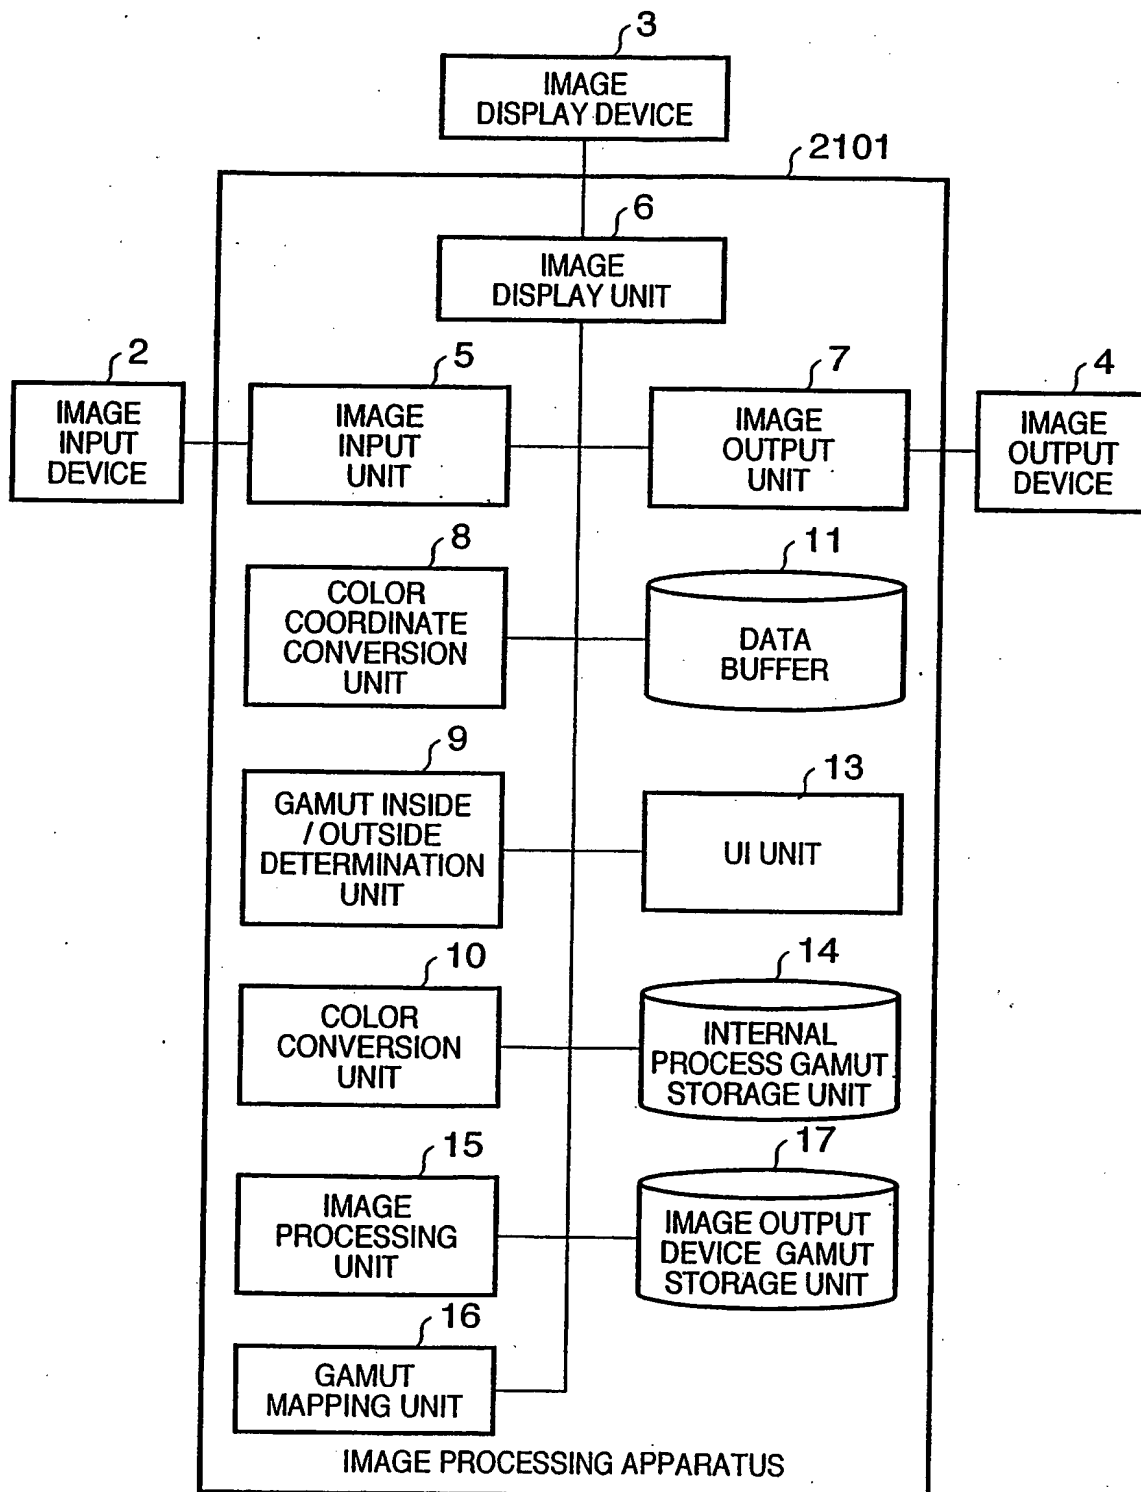 3
IMAGE
DISPLAY DEVICE
2101
6
IMAGE
DISPLAY UNIT
2
IMAGE
INPUT
DEVICE
5
IMAGE
INPUT
UNIT
7
IMAGE
OUTPUT
UNIT
4
IMAGE
OUTPUT
DEVICE
8
COLOR
COORDINATE
CONVERSION
UNIT
11
DATA
BUFFER
9
GAMUT INSIDE
/ OUTSIDE
DETERMINATION
UNIT
13
UI UNIT
10
COLOR
CONVERSION
UNIT
14
INTERNAL
PROCESS GAMUT
STORAGE UNIT
15
IMAGE
PROCESSING
UNIT
17
IMAGE OUTPUT
DEVICE GAMUT
STORAGE UNIT
16
GAMUT
MAPPING UNIT
IMAGE PROCESSING APPARATUS